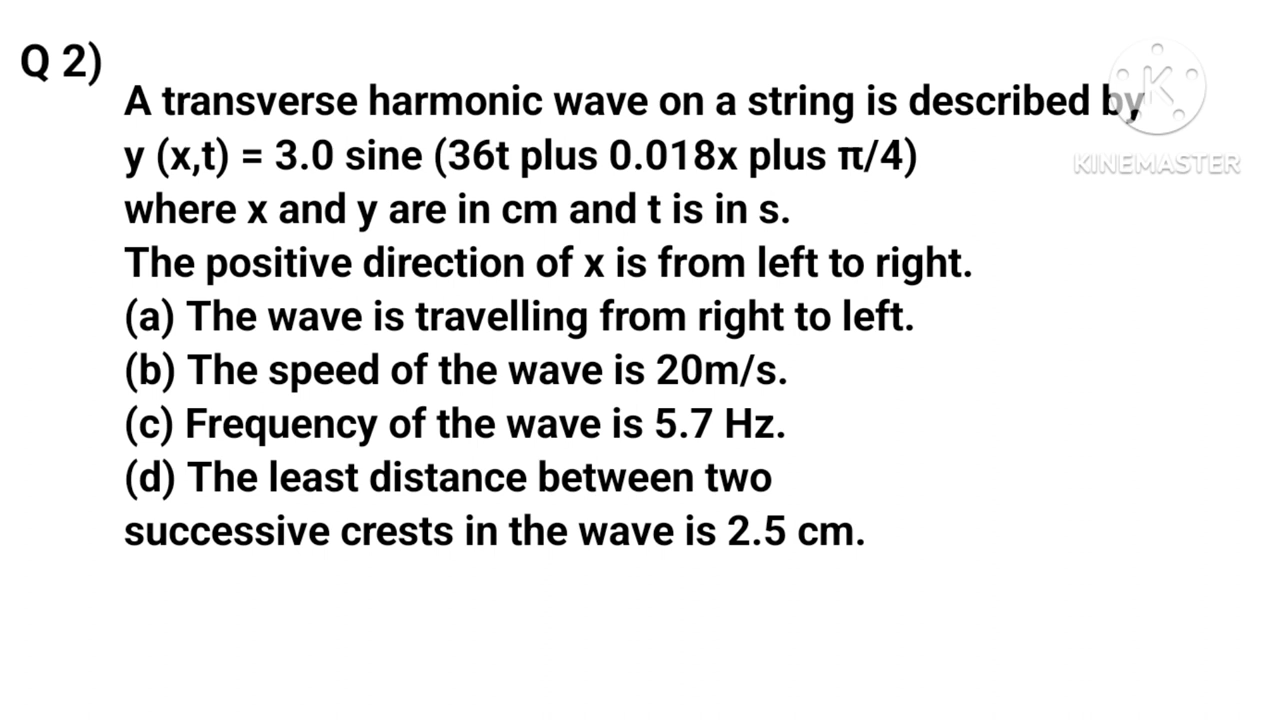 Q 2)
A transverse harmonic wave on a string is described by
y (x,t) = 3.0 sine (36t plus 0.018x plus π/4)
KINEMASTER
where x and y are in cm and t is in s.
The positive direction of x is from left to right.
(a) The wave is travelling from right to left.
(b) The speed of the wave is 20m/s.
(c) Frequency of the wave is 5.7 Hz.
(d) The least distance between two
successive crests in the wave is 2.5 cm.